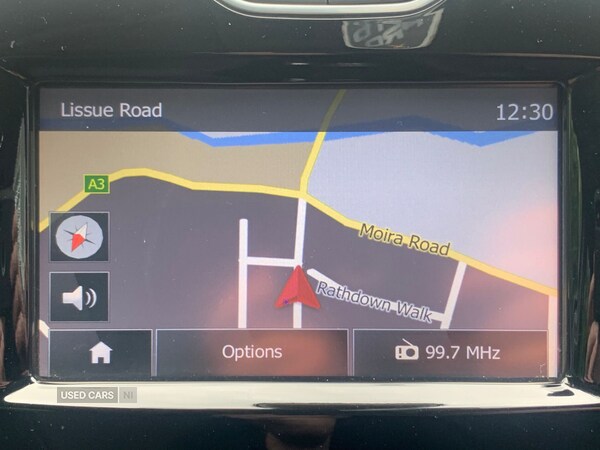 Lissue Road 12:30
A3
Moira Road
Rathdown Walk
Options 99.7 MHz
USED CARS NI